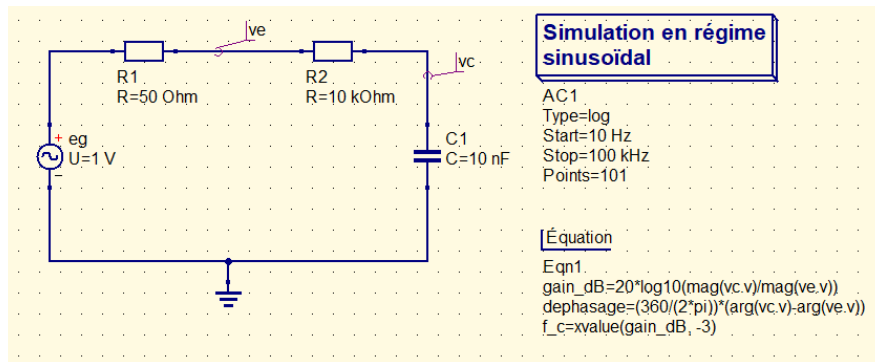 ve
R1
R=50 Ohm
R2
R=10 kOhm
vc
+ eg
U=1 V
–
C1
C=10 nF
Simulation en régime
sinusoïdal
AC1
Type=log
Start=10 Hz
Stop=100 kHz
Points=101
Équation
Eqn1
gain_dB=20*log10(mag(vc.v)/mag(ve.v))
dephasage=(360/(2*pi))*(arg(vc.v)-arg(ve.v))
f_c=xvalue(gain_dB, -3)